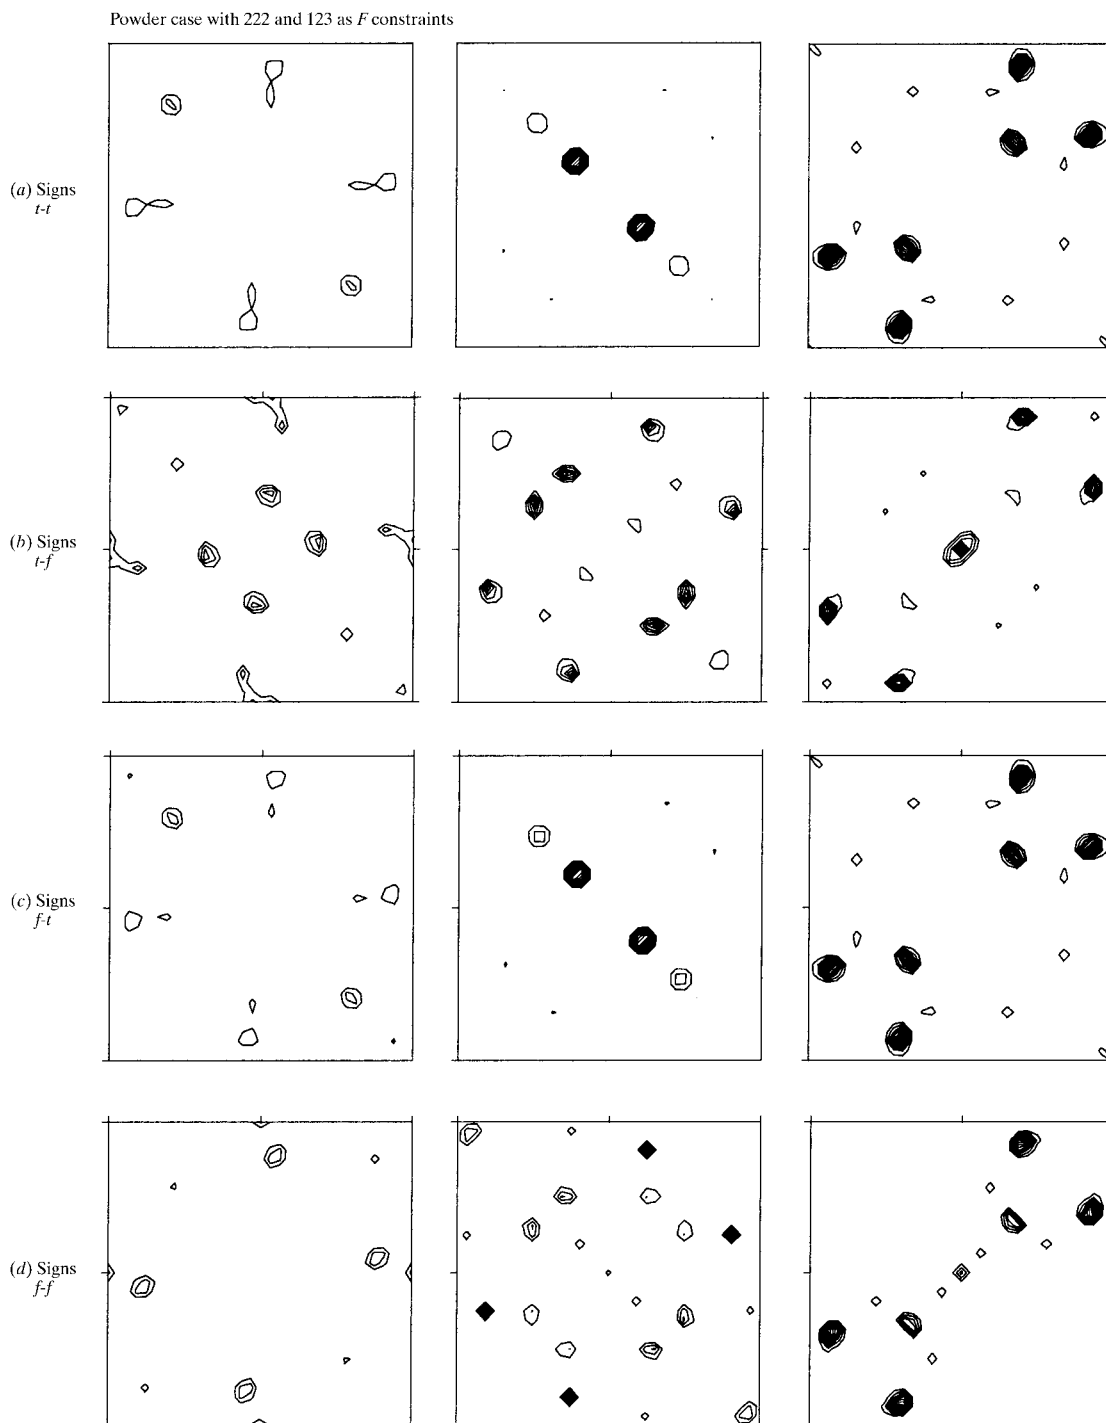 Powder case with 222 and 123 as F constraints
(a) Signs
t-t
(b) Signs
t-f
(c) Signs
f-t
(d) Signs
f-f